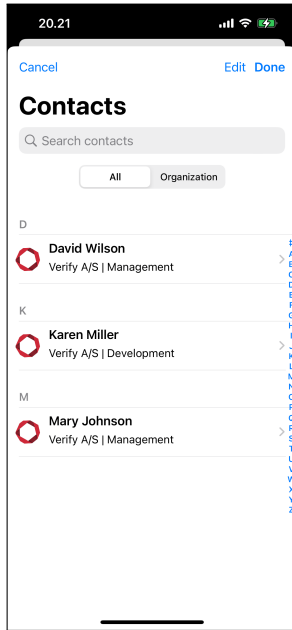 20.21
Cancel Edit Done
Contacts
Search contacts
All Organization
D
David Wilson
Verify A/S | Management
K
Karen Miller
Verify A/S | Development
M
Mary Johnson
Verify A/S | Management